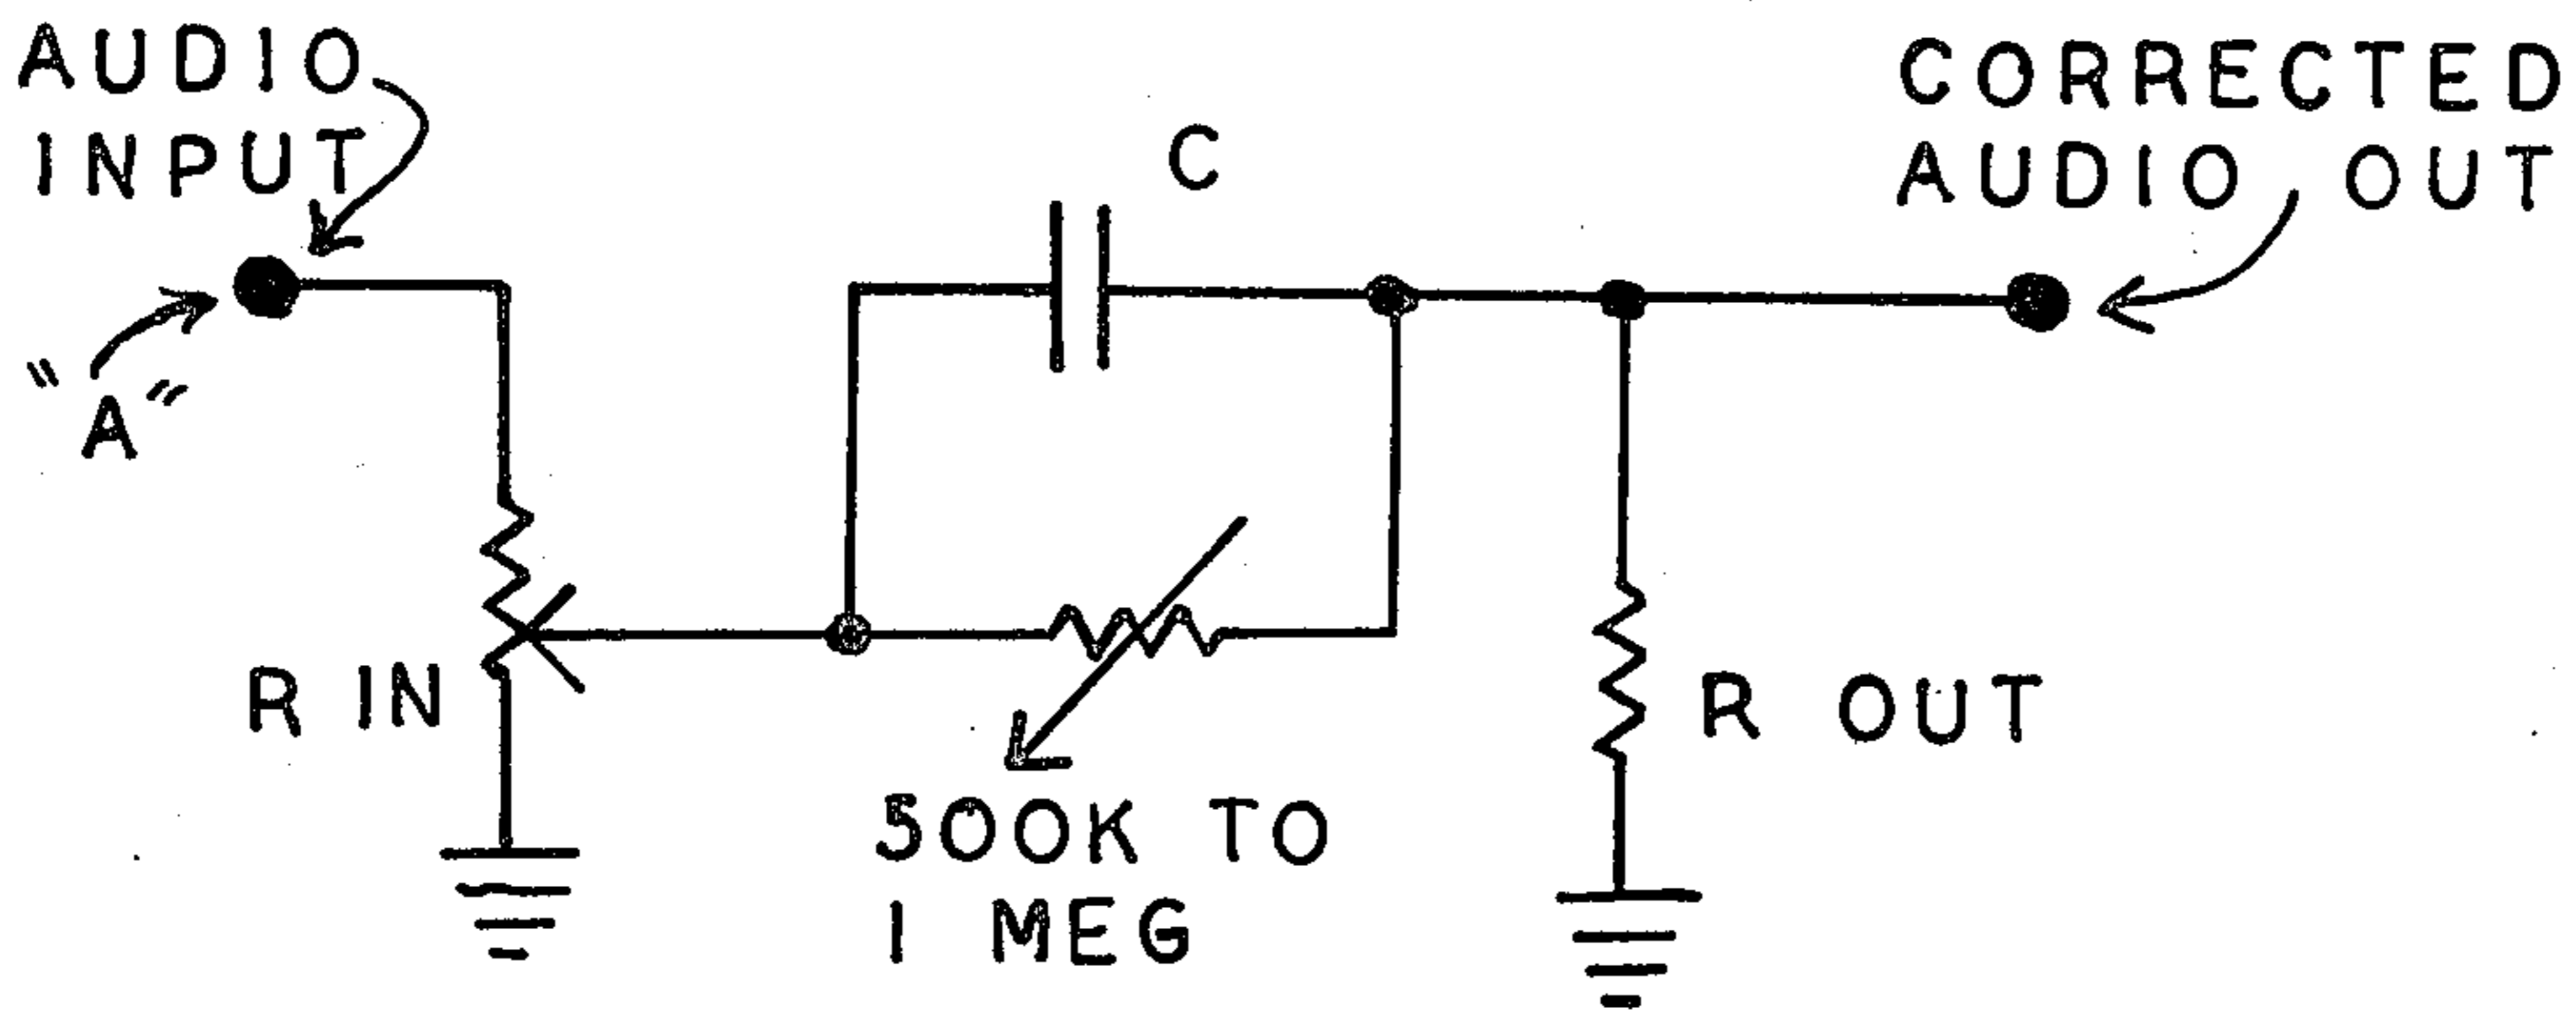 AUDIO
INPUT
"A"
C
CORRECTED
AUDIO OUT
R IN
500K TO
1 MEG
R OUT